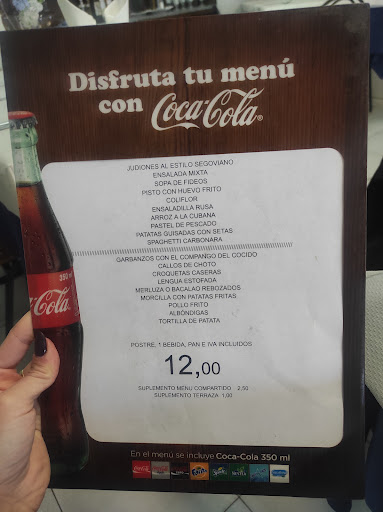 Disfruta tu menú
con Coca-Cola®
JUDIONES AL ESTILO SEGOVIANO
ENSALADA MIXTA
SOPA DE FIDEOS
PISTO CON HUEVO FRITO
COLIFLOR
ENSALADILLA RUSA
ARROZ A LA CUBANA
PASTEL DE PESCADO
PATATAS GUISADAS CON SETAS
SPAGHETTI CARBONARA
GARBANZOS CON EL COMPANGO DEL COCIDO
CALLOS DE CHOTO
CROQUETAS CASERAS
LENGUA ESTOFADA
MERLUZA O BACALAO REBOZADOS
MORCILLA CON PATATAS FRITAS
POLLO FRITO
ALBÓNDIGAS
TORTILLA DE PATATA
POSTRE, 1 BEBIDA, PAN E IVA INCLUIDOS
12,00
SUPLEMENTO MENU COMPARTIDO 2,50
SUPLEMENTO TERRAZA 1,00
350 ml
Coca-Cola
En el menú se incluye Coca-Cola 350 ml